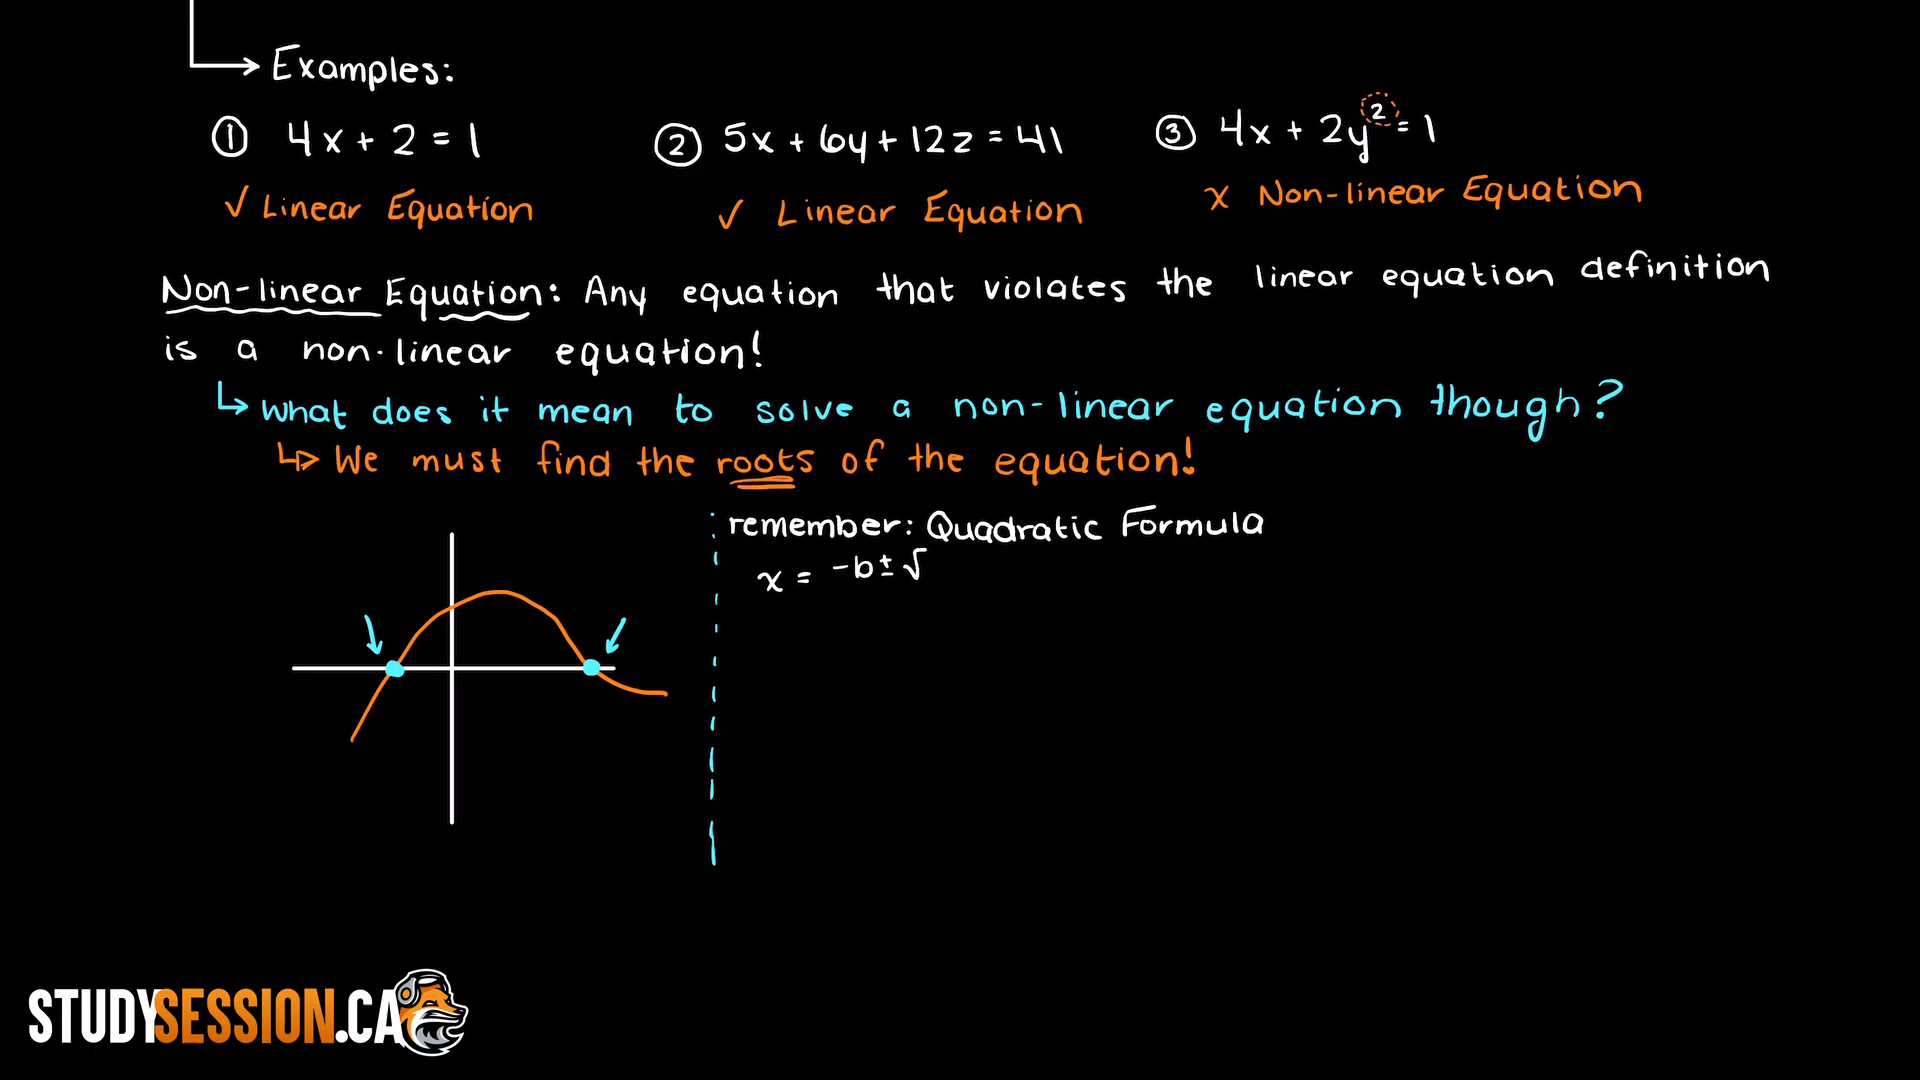 Examples:
① 4x + 2 = 1 ② 5x + 6y + 12z = 41 ③ 4x + 2y² = 1
✓ Linear Equation ✓ Linear Equation x Non-linear Equation
Non-linear Equation: Any equation that violates the linear equation definition
is a non-linear equation!
↳ What does it mean to solve a non-linear equation though?
↳ We must find the roots of the equation!
remember: Quadratic Formula
x = -b ± √
STUDYSESSION.CA